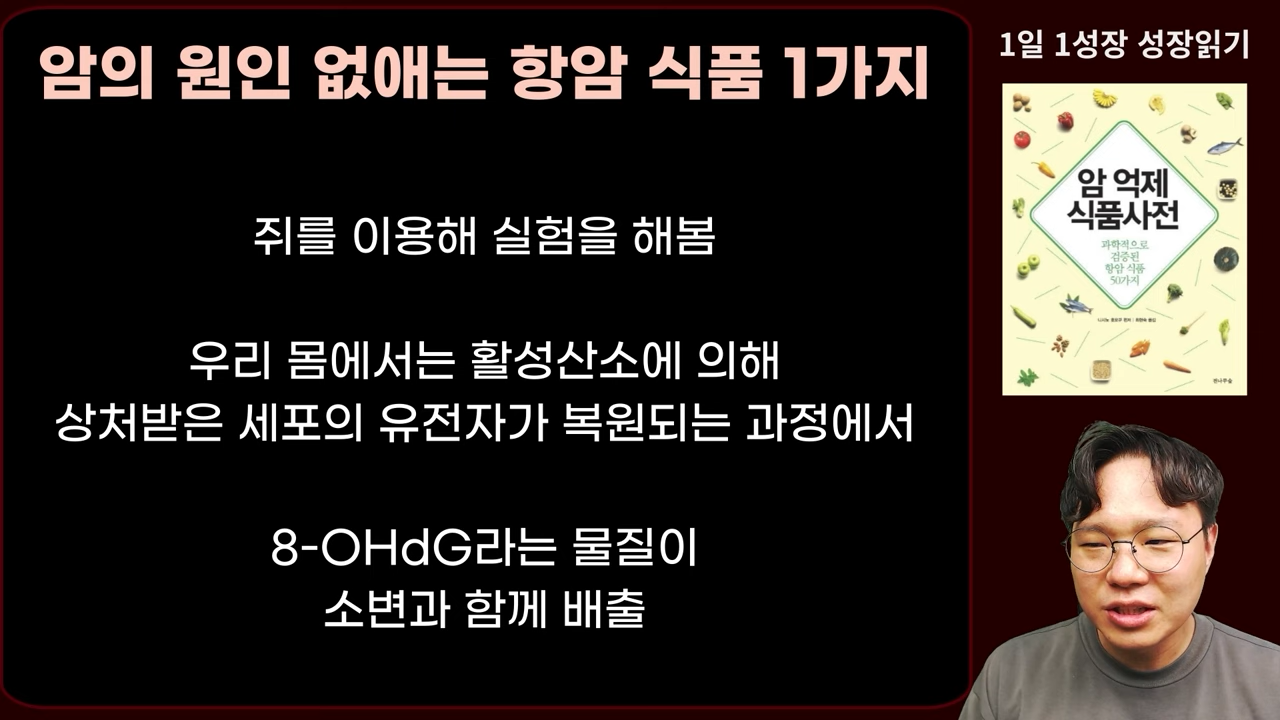 암의 원인 없애는 항암 식품 1가지
쥐를 이용해 실험을 해봄
우리 몸에서는 활성산소에 의해
상처받은 세포의 유전자가 복원되는 과정에서
8-OHdG라는 물질이
소변과 함께 배출
1일 1성장 성장읽기
암 억제
식품사전
과학적으로
검증된
항암 식품
50가지
전나무숲